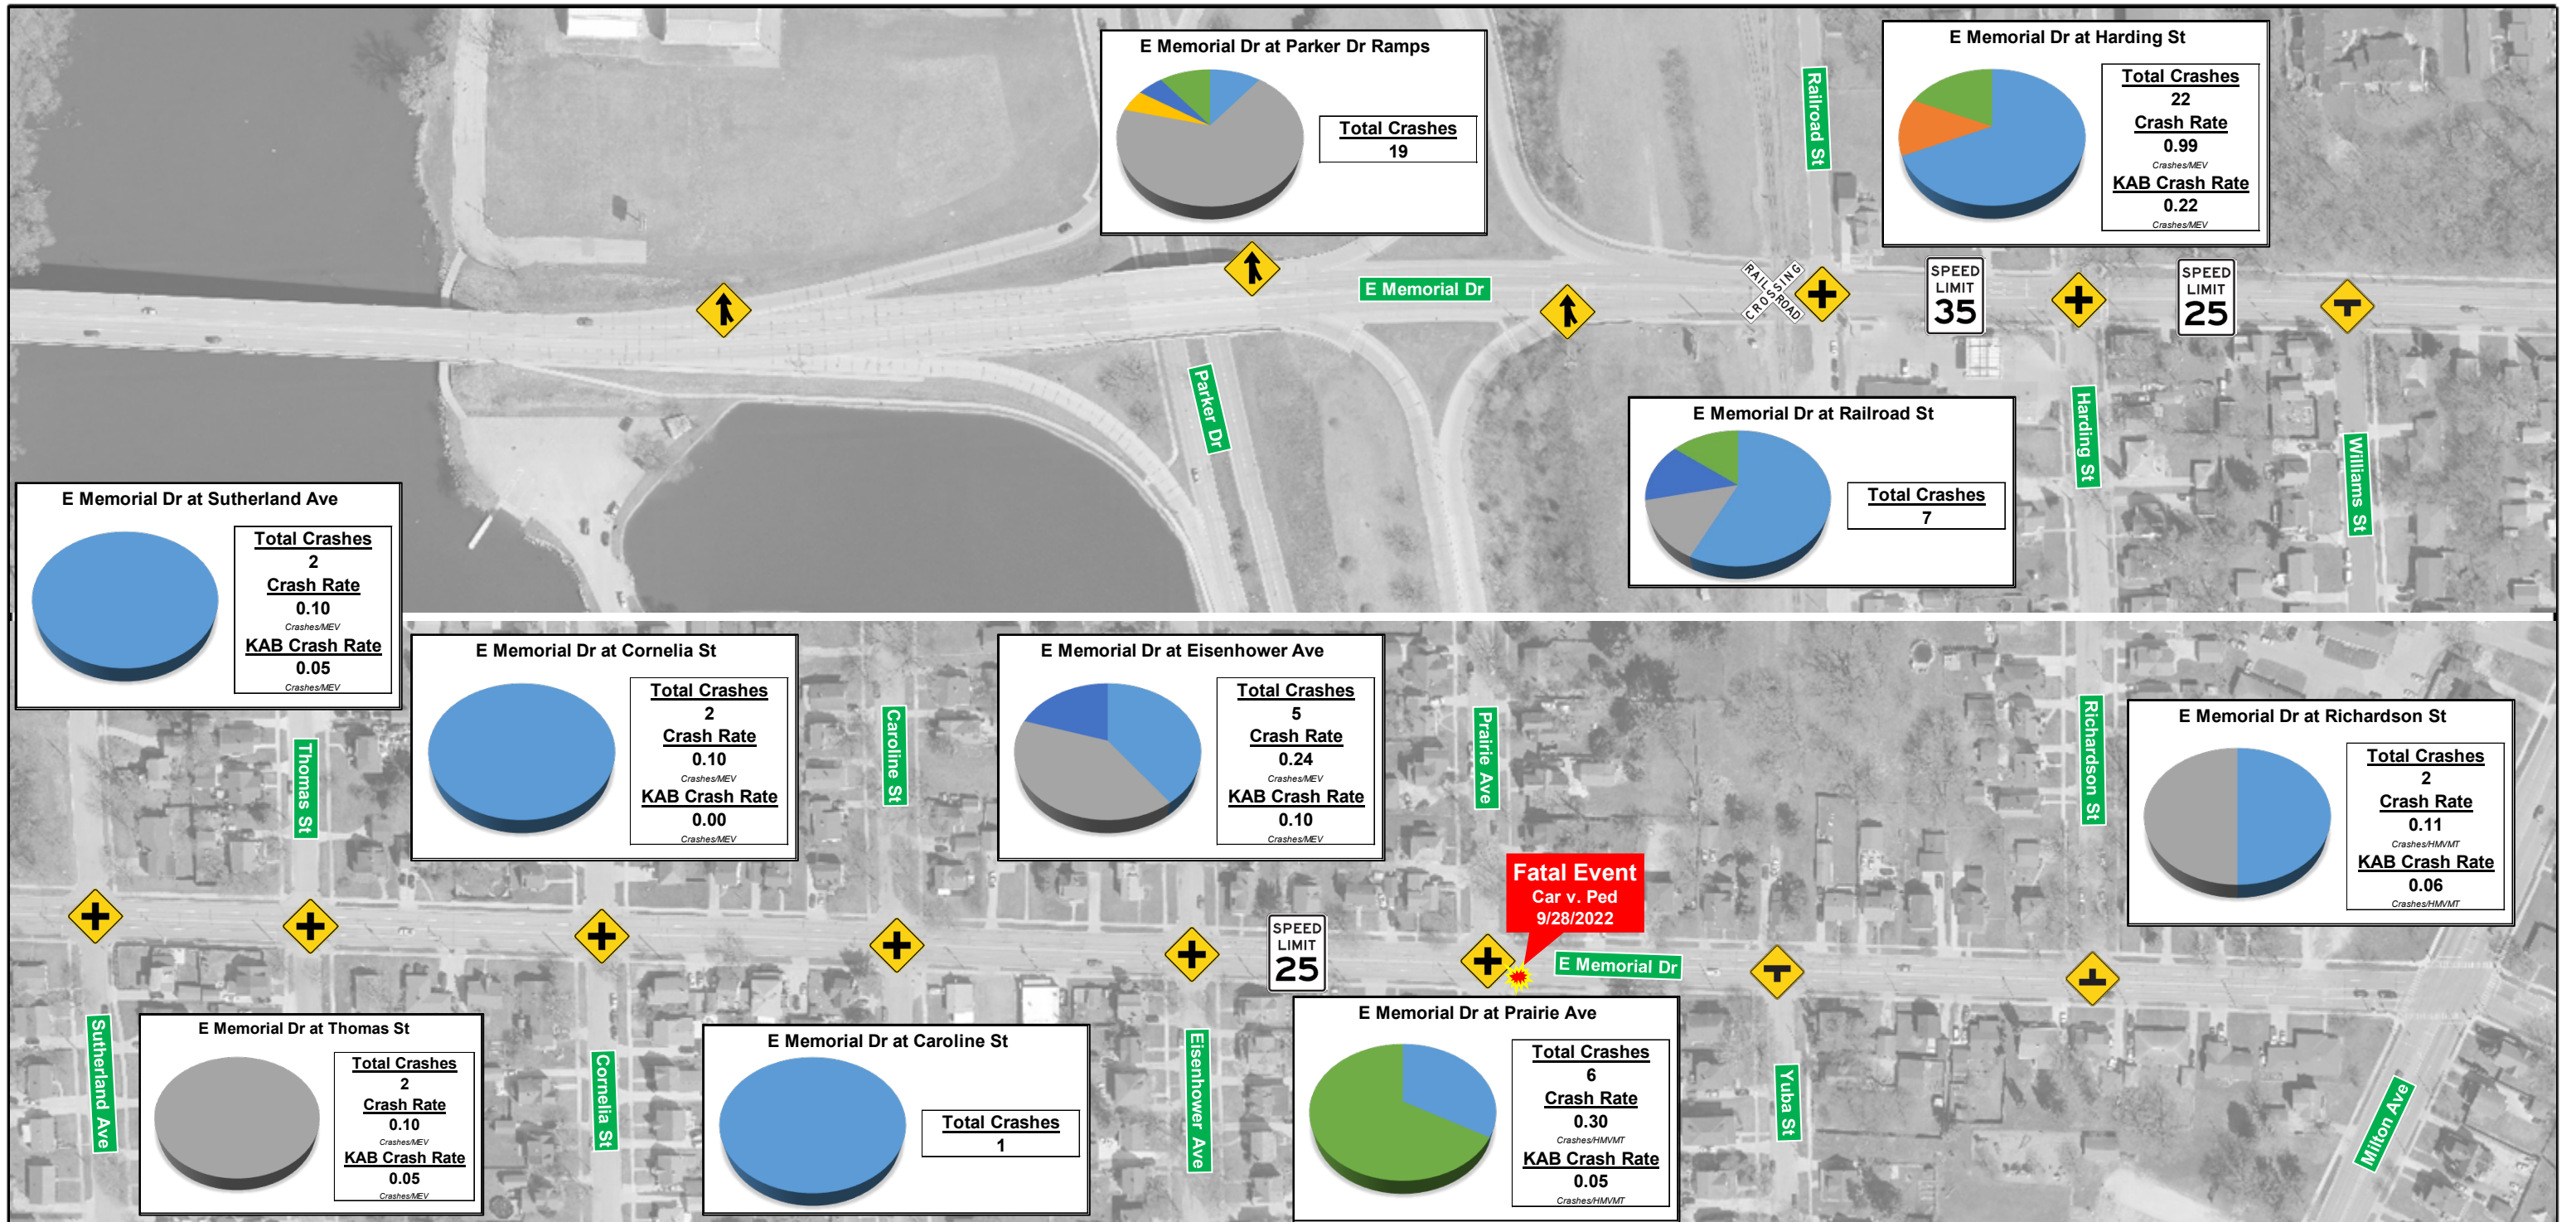 E Memorial Dr at Parker Dr Ramps
Total Crashes
19
E Memorial Dr at Harding St
Total Crashes
22
Crash Rate
0.99
Crashes/MEV
KAB Crash Rate
0.22
Crashes/MEV
Railroad St
E Memorial Dr
RAILROAD
CROSSING
SPEED
LIMIT
35
SPEED
LIMIT
25
Parker Dr
Harding St
Williams St
E Memorial Dr at Railroad St
Total Crashes
7
E Memorial Dr at Sutherland Ave
Total Crashes
2
Crash Rate
0.10
Crashes/MEV
KAB Crash Rate
0.05
Crashes/MEV
E Memorial Dr at Cornelia St
Total Crashes
2
Crash Rate
0.10
Crashes/MEV
KAB Crash Rate
0.00
Crashes/MEV
E Memorial Dr at Eisenhower Ave
Total Crashes
5
Crash Rate
0.24
Crashes/MEV
KAB Crash Rate
0.10
Crashes/MEV
E Memorial Dr at Richardson St
Total Crashes
2
Crash Rate
0.11
Crashes/HMVMT
KAB Crash Rate
0.06
Crashes/HMVMT
Thomas St
Caroline St
Prairie Ave
Richardson St
Fatal Event
Car v. Ped
9/28/2022
SPEED
LIMIT
25
E Memorial Dr
Sutherland Ave
E Memorial Dr at Thomas St
Total Crashes
2
Crash Rate
0.10
Crashes/MEV
KAB Crash Rate
0.05
Crashes/MEV
Cornelia St
E Memorial Dr at Caroline St
Total Crashes
1
Eisenhower Ave
E Memorial Dr at Prairie Ave
Total Crashes
6
Crash Rate
0.30
Crashes/HMVMT
KAB Crash Rate
0.05
Crashes/HMVMT
Yuba St
Milton Ave